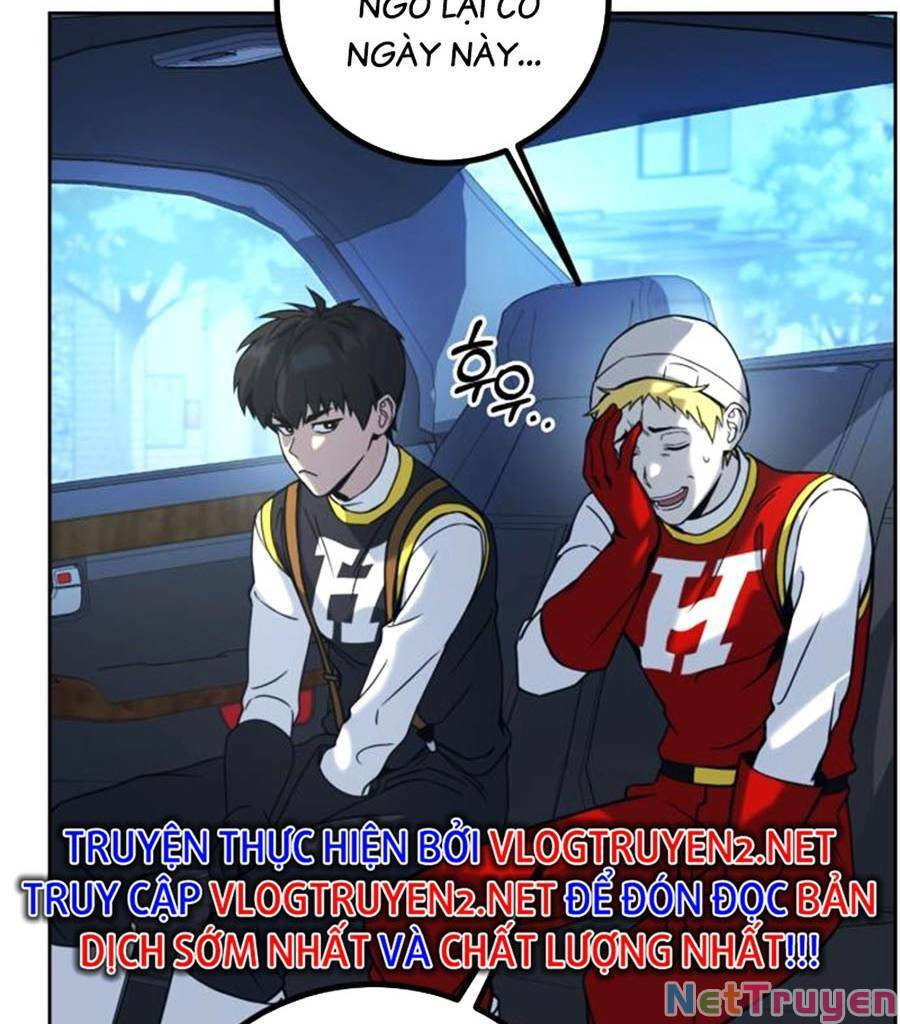 NGỜ LẠI CÓ
NGÀY NÀY...
후우..
H
H
TRUYỆN THỰC HIỆN BỞI VLOGTRUYEN2.NET
TRUY CẬP VLOGTRUYEN2.NET ĐỂ ĐÓN ĐỌC BẢN
DỊCH SỚM NHẤT VÀ CHẤT LƯỢNG NHẤT!!!
NetTruyen